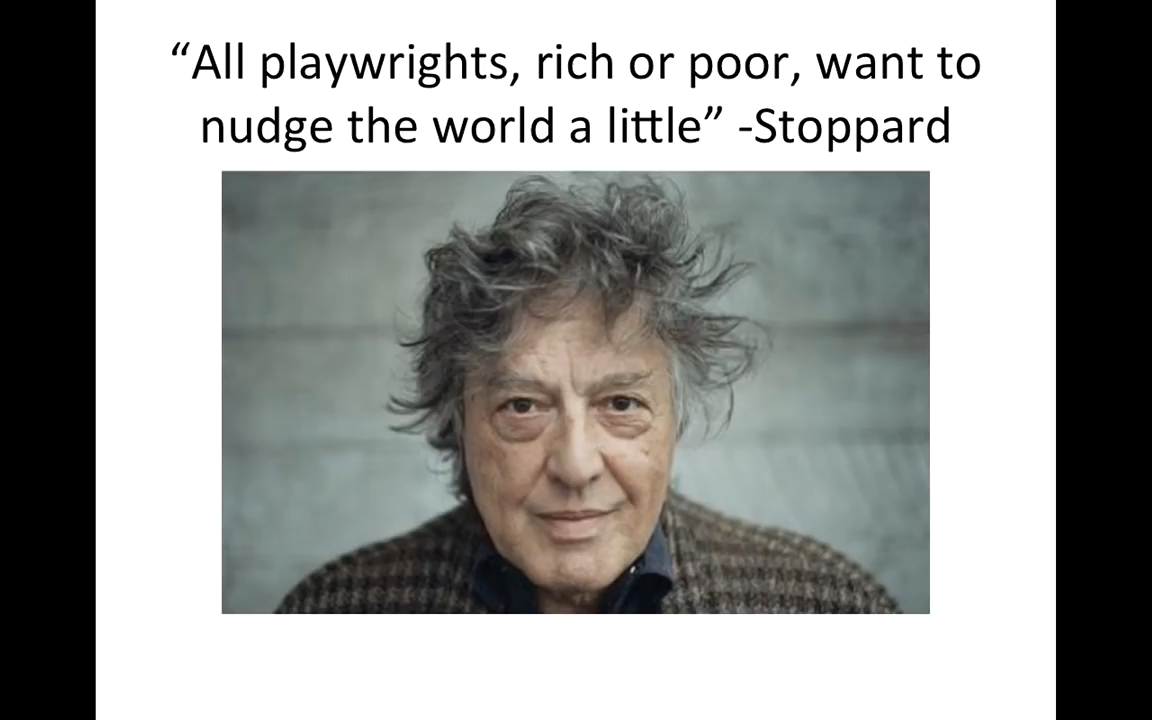 “All playwrights, rich or poor, want to
nudge the world a little” -Stoppard